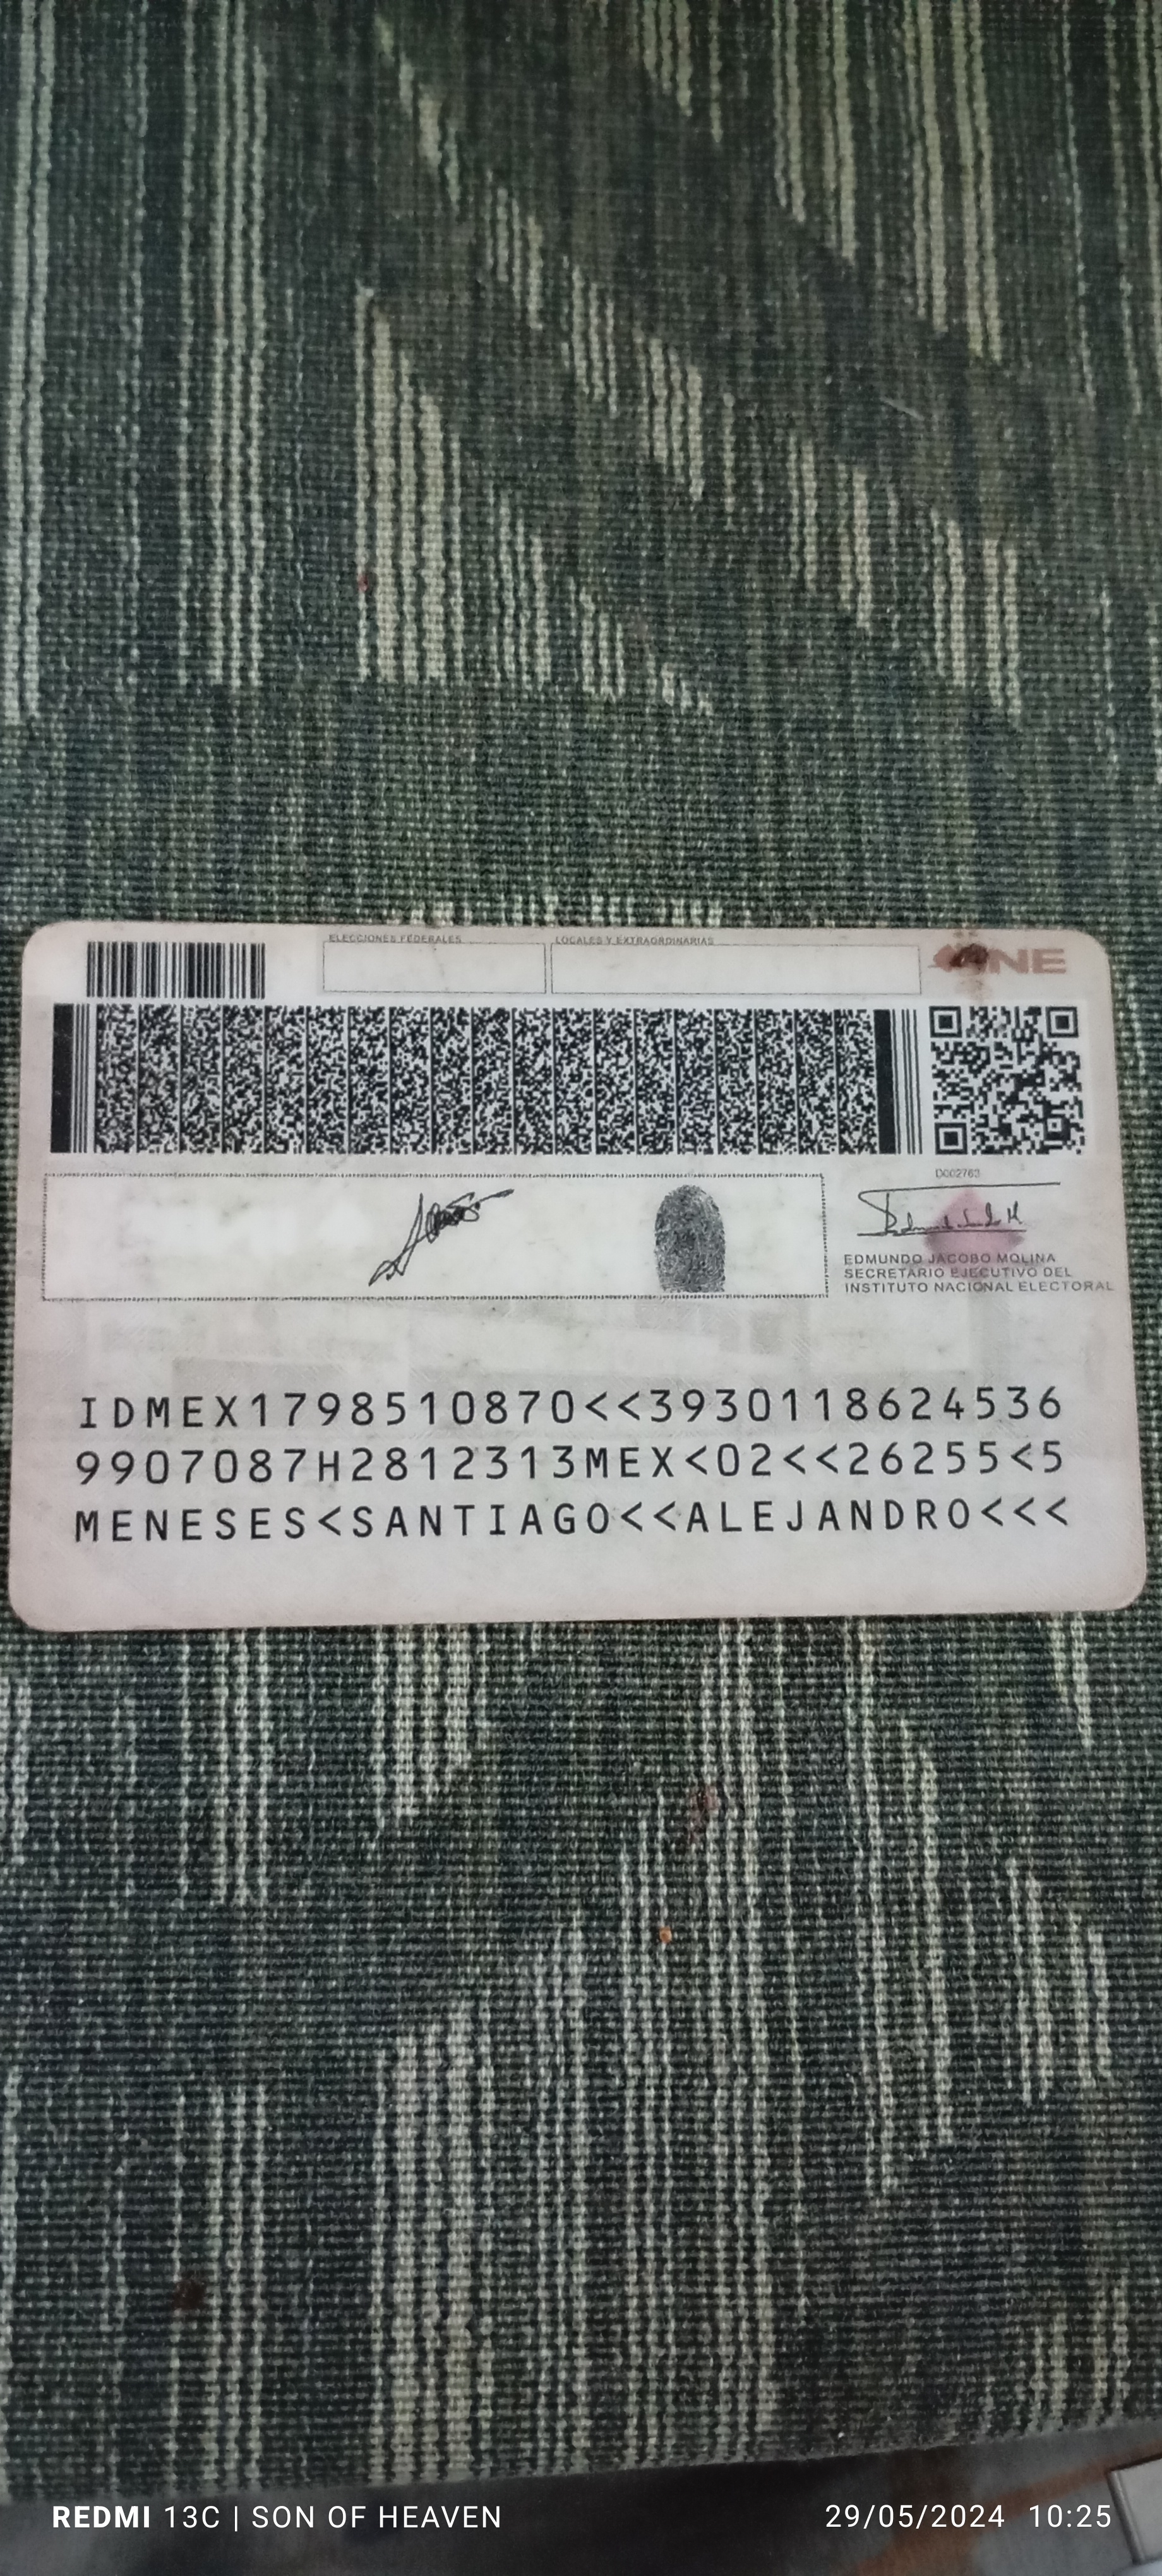 ELECCIONES FEDERALES
LOCALES Y EXTRAORDINARIAS
INE
D002763
EDMUNDO JACOBO MOLINA
SECRETARIO EJECUTIVO DEL
INSTITUTO NACIONAL ELECTORAL
IDMEX1798510870<<3930118624536
9907087H2812313MEX<02<<26255<5
MENESES<SANTIAGO<<ALEJANDRO<<<
REDMI 13C | SON OF HEAVEN
29/05/2024 10:25